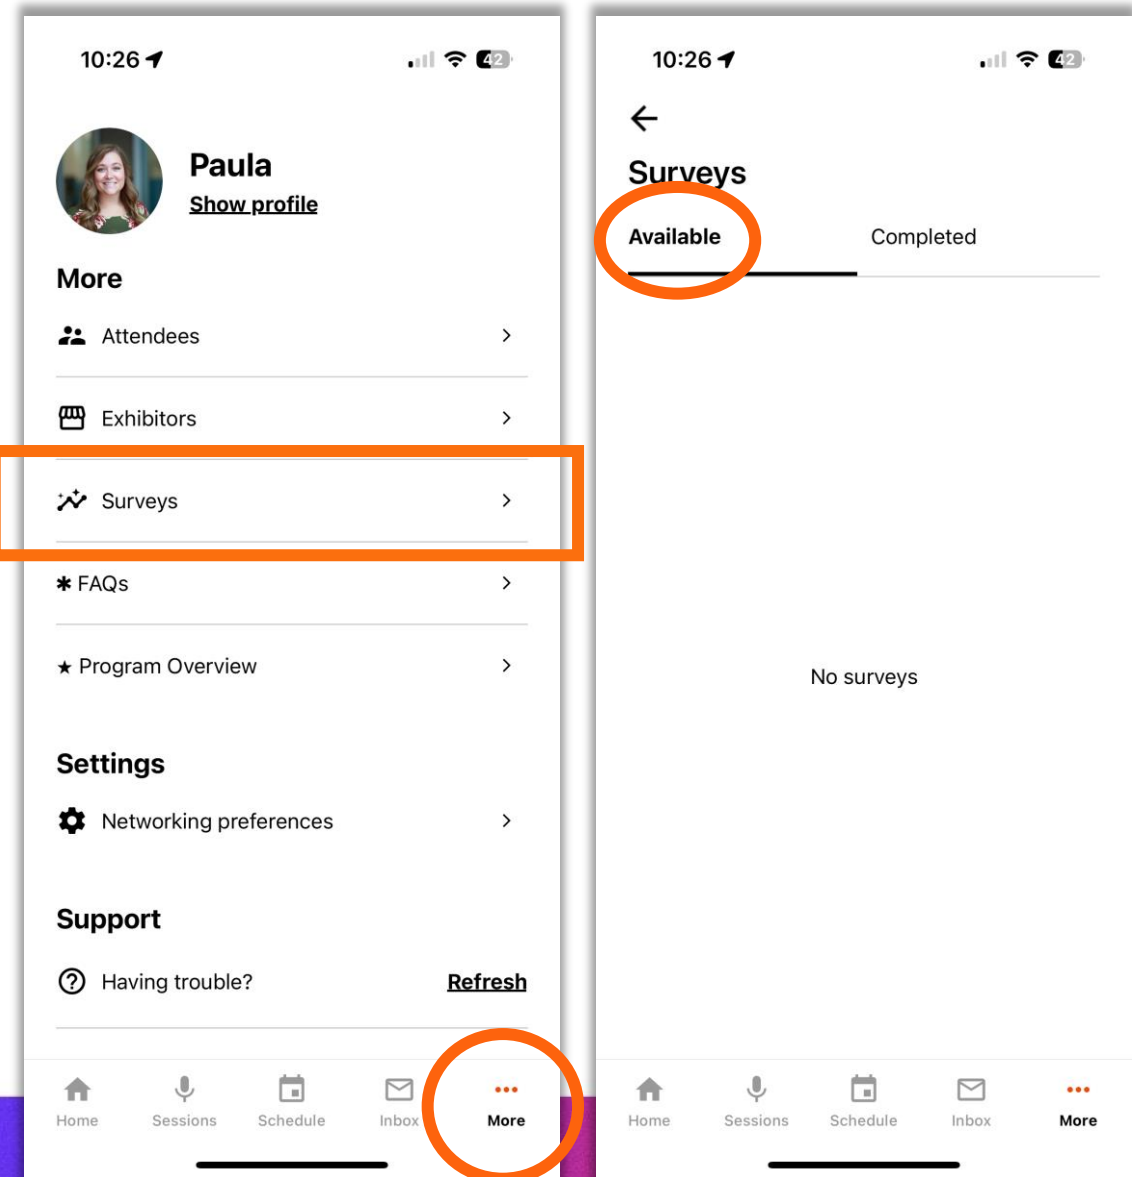 10:26
42
Paula
Show profile
More
Attendees
Exhibitors
Surveys
✱ FAQs
★ Program Overview
Settings
Networking preferences
Support
Having trouble? Refresh
Home Sessions Schedule Inbox More
10:26
42
Surveys
Available Completed
No surveys
Home Sessions Schedule Inbox More